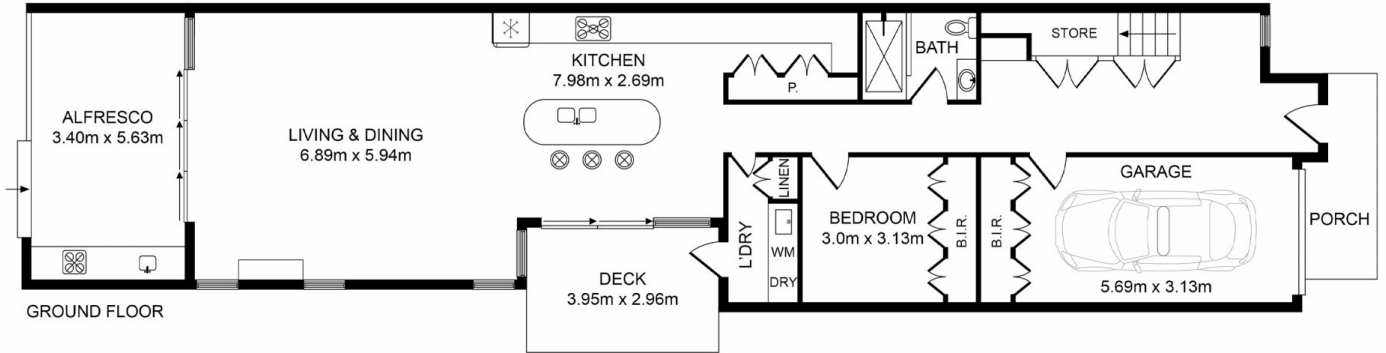 ALFRESCO
3.40m x 5.63m
LIVING & DINING
6.89m x 5.94m
KITCHEN
7.98m x 2.69m
P.
BATH
STORE
LINEN
L'DRY
WM
DRY
BEDROOM
3.0m x 3.13m
B.I.R.
B.I.R.
GARAGE
5.69m x 3.13m
PORCH
DECK
3.95m x 2.96m
GROUND FLOOR